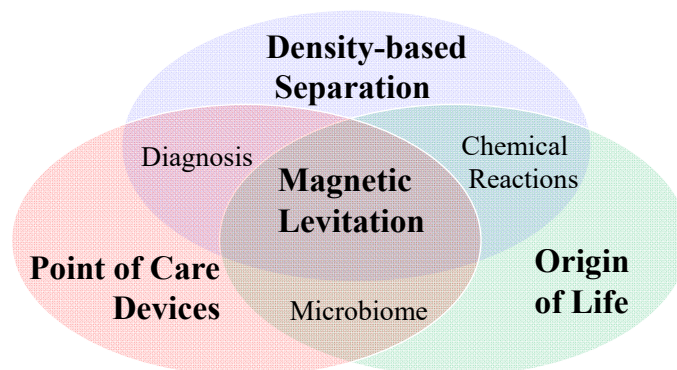 Density-based
Separation
Diagnosis
Chemical
Reactions
Magnetic
Levitation
Point of Care
Devices
Origin
of Life
Microbiome